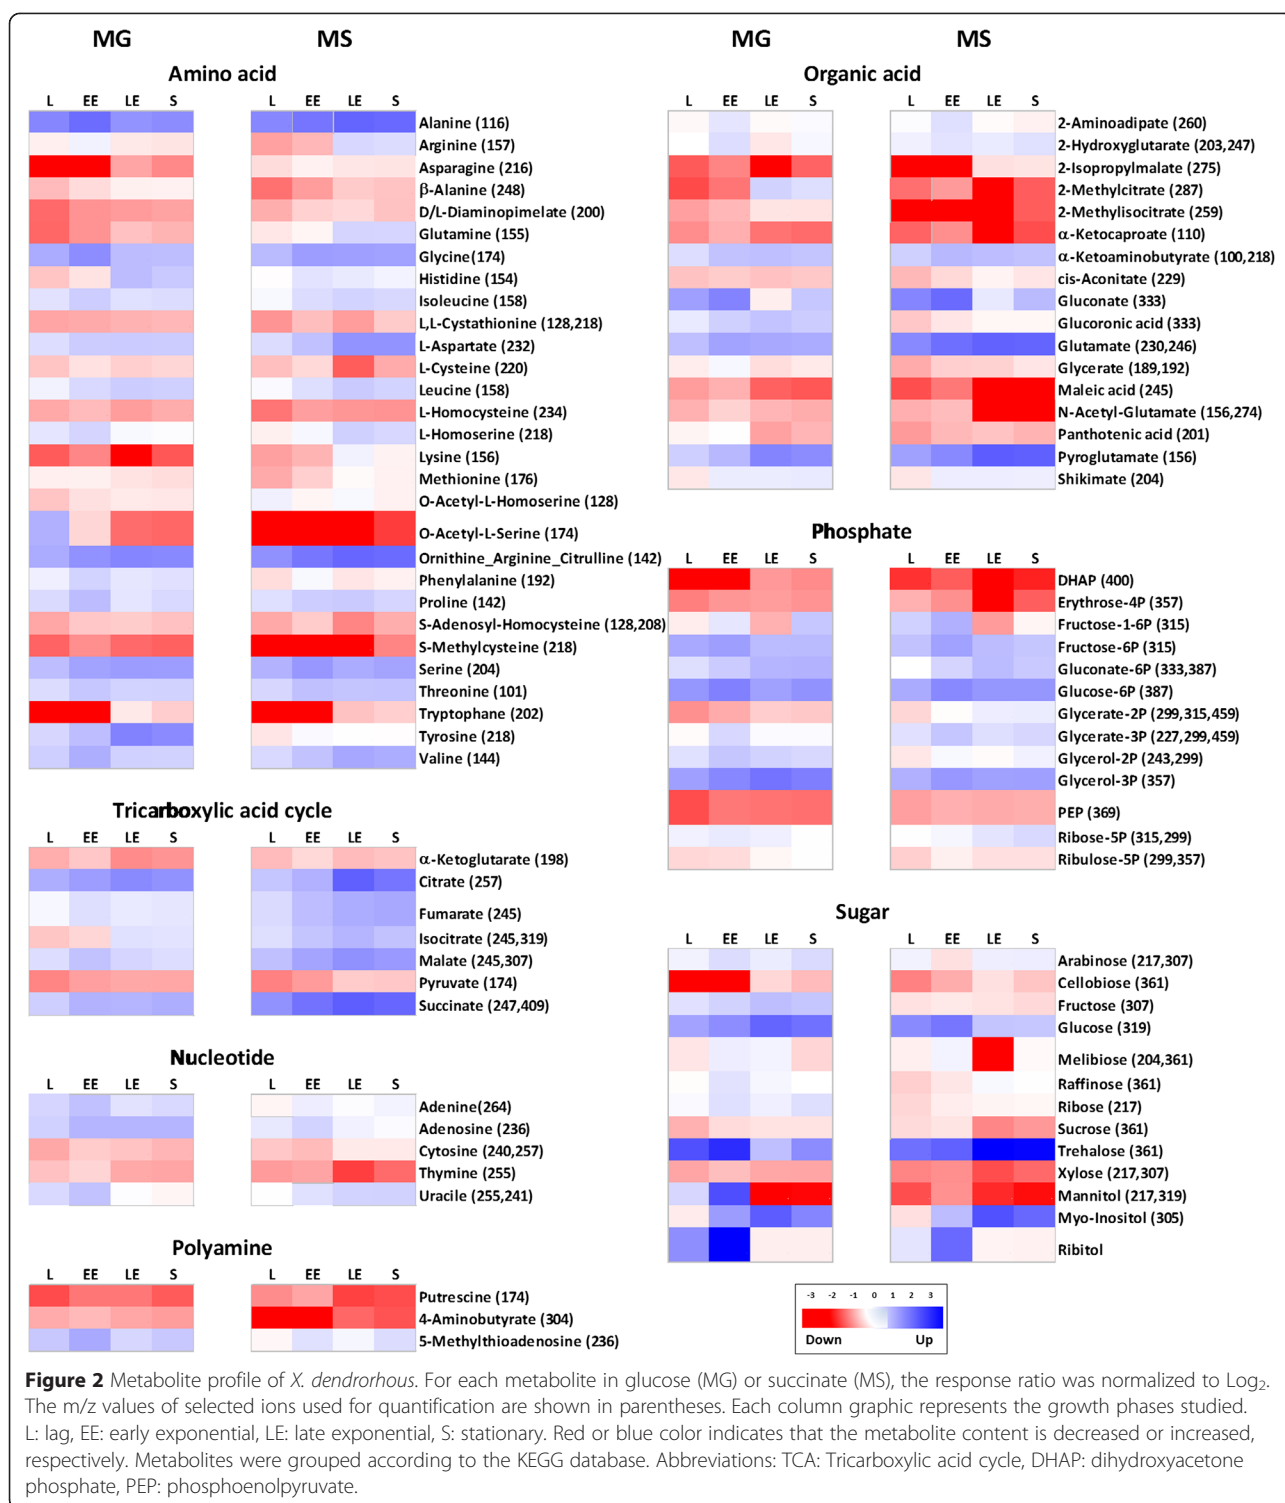 MG MS
Amino acid
L EE LE S L EE LE S
Alanine (116)
Arginine (157)
Asparagine (216)
β-Alanine (248)
D/L-Diaminopimelate (200)
Glutamine (155)
Glycine(174)
Histidine (154)
Isoleucine (158)
L,L-Cystathionine (128,218)
L-Aspartate (232)
L-Cysteine (220)
Leucine (158)
L-Homocysteine (234)
L-Homoserine (218)
Lysine (156)
Methionine (176)
O-Acetyl-L-Homoserine (128)
O-Acetyl-L-Serine (174)
Ornithine_Arginine_Citrulline (142)
Phenylalanine (192)
Proline (142)
S-Adenosyl-Homocysteine (128,208)
S-Methylcysteine (218)
Serine (204)
Threonine (101)
Tryptophane (202)
Tyrosine (218)
Valine (144)
Tricarboxylic acid cycle
L EE LE S L EE LE S
α-Ketoglutarate (198)
Citrate (257)
Fumarate (245)
Isocitrate (245,319)
Malate (245,307)
Pyruvate (174)
Succinate (247,409)
Nucleotide
L EE LE S L EE LE S
Adenine(264)
Adenosine (236)
Cytosine (240,257)
Thymine (255)
Uracile (255,241)
Polyamine
L EE LE S L EE LE S
Putrescine (174)
4-Aminobutyrate (304)
5-Methylthioadenosine (236)
MG MS
Organic acid
L EE LE S L EE LE S
2-Aminoadipate (260)
2-Hydroxyglutarate (203,247)
2-Isopropylmalate (275)
2-Methylcitrate (287)
2-Methylisocitrate (259)
α-Ketocaproate (110)
α-Ketoaminobutyrate (100,218)
cis-Aconitate (229)
Gluconate (333)
Glucoronic acid (333)
Glutamate (230,246)
Glycerate (189,192)
Maleic acid (245)
N-Acetyl-Glutamate (156,274)
Panthotenic acid (201)
Pyroglutamate (156)
Shikimate (204)
Phosphate
L EE LE S L EE LE S
DHAP (400)
Erythrose-4P (357)
Fructose-1-6P (315)
Fructose-6P (315)
Gluconate-6P (333,387)
Glucose-6P (387)
Glycerate-2P (299,315,459)
Glycerate-3P (227,299,459)
Glycerol-2P (243,299)
Glycerol-3P (357)
PEP (369)
Ribose-5P (315,299)
Ribulose-5P (299,357)
Sugar
L EE LE S L EE LE S
Arabinose (217,307)
Cellobiose (361)
Fructose (307)
Glucose (319)
Melibiose (204,361)
Raffinose (361)
Ribose (217)
Sucrose (361)
Trehalose (361)
Xylose (217,307)
Mannitol (217,319)
Myo-Inositol (305)
Ribitol
-3 -2 -1 0 1 2 3
Down Up
Figure 2 Metabolite profile of X. dendrorhous. For each metabolite in glucose (MG) or succinate (MS), the response ratio was normalized to Log₂.
The m/z values of selected ions used for quantification are shown in parentheses. Each column graphic represents the growth phases studied.
L: lag, EE: early exponential, LE: late exponential, S: stationary. Red or blue color indicates that the metabolite content is decreased or increased,
respectively. Metabolites were grouped according to the KEGG database. Abbreviations: TCA: Tricarboxylic acid cycle, DHAP: dihydroxyacetone
phosphate, PEP: phosphoenolpyruvate.